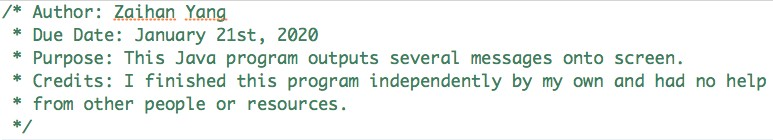 /* Author: Zaihan Yang
* Due Date: January 21st, 2020
* Purpose: This Java program outputs several messages onto screen.
* Credits: I finished this program independently by my own and had no help
* from other people or resources.
*/